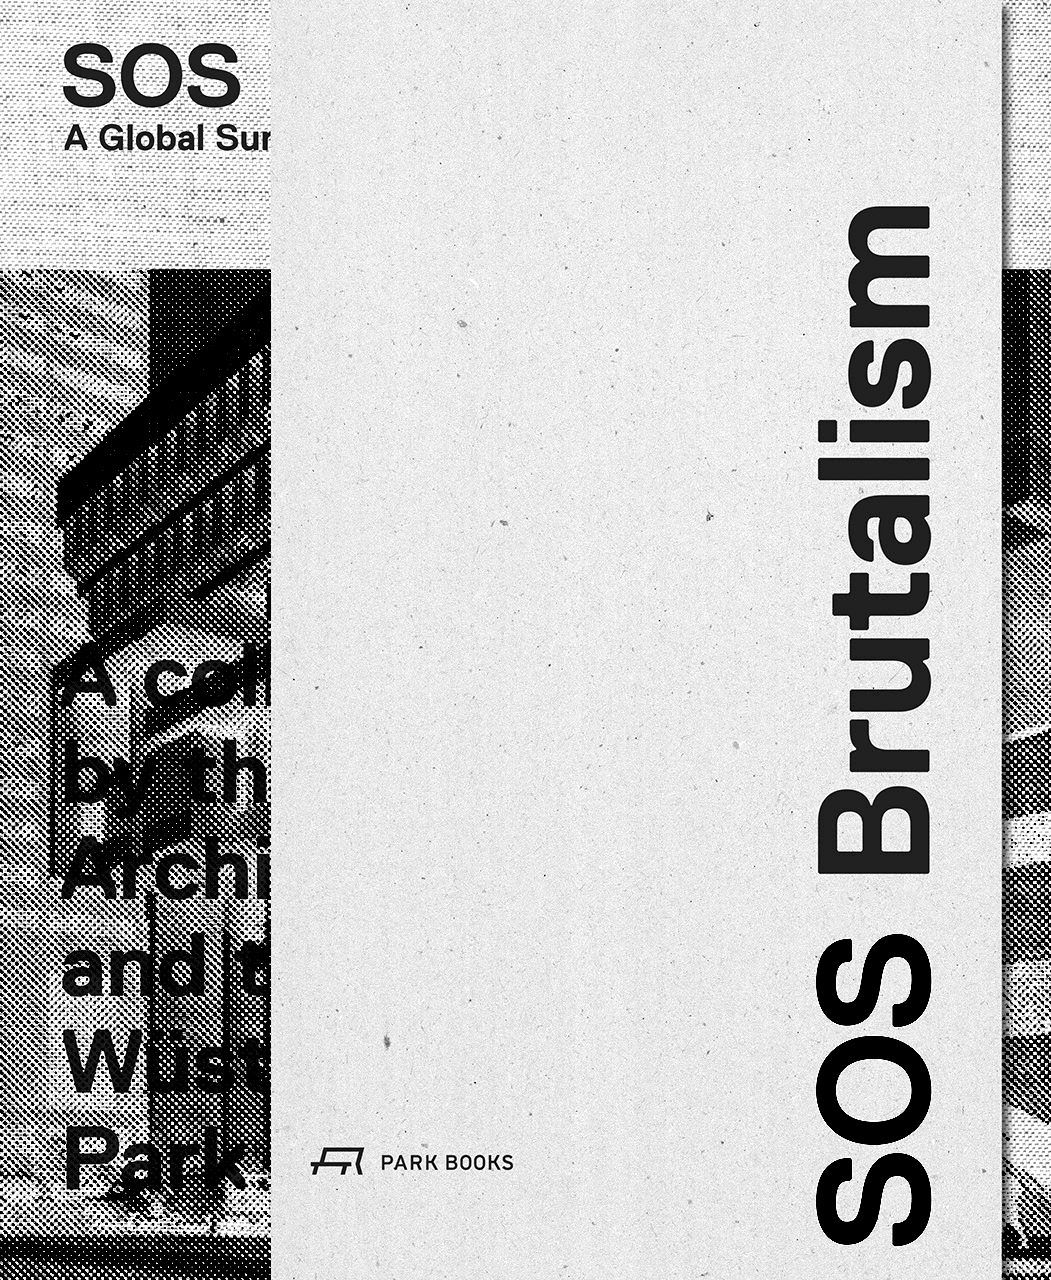 SOS
A Global Sur
A col
by th
Archi
and t
Wüst
Park
SOS Brutalism
PARK BOOKS